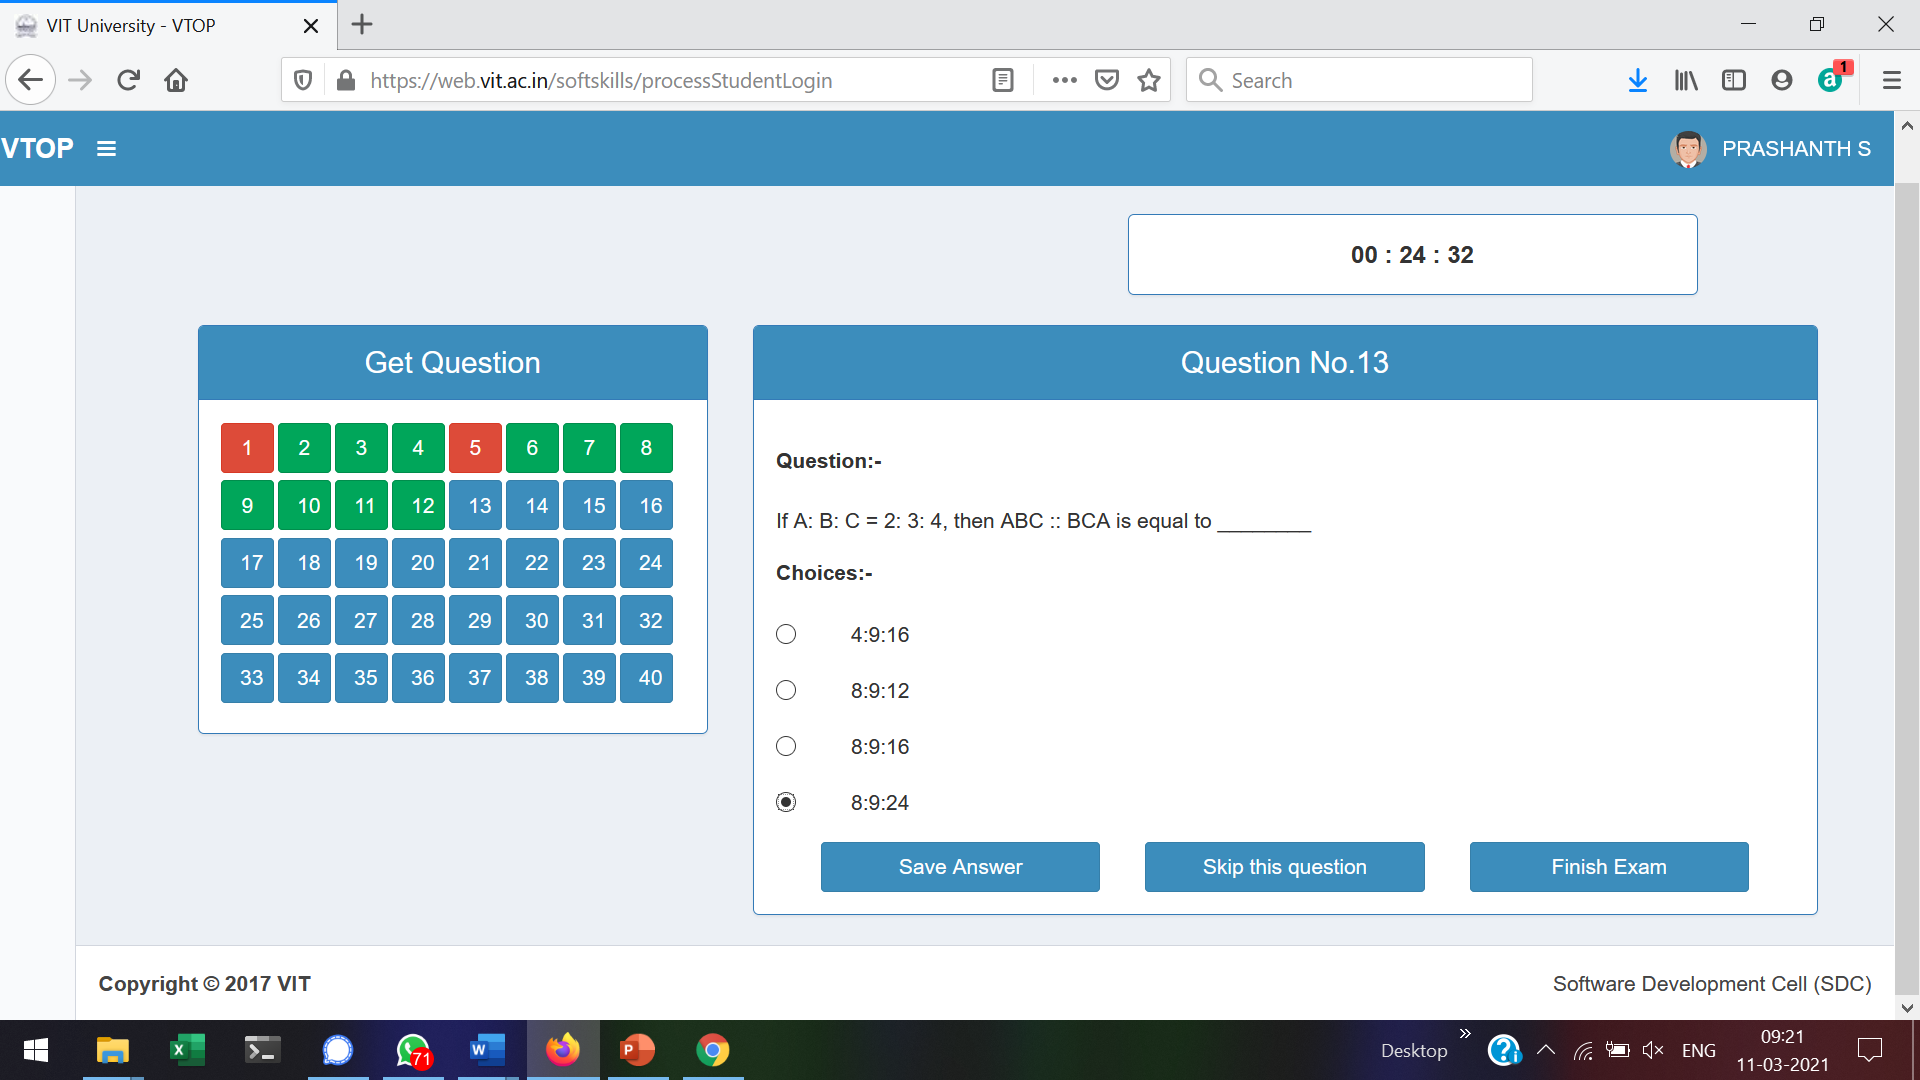 VIT University - VTOP
https://web.vit.ac.in/softskills/processStudentLogin
Search
1
VTOP
PRASHANTH S
00 : 24 : 32
Get Question
Question No.13
1 2 3 4 5 6 7 8
9 10 11 12 13 14 15 16
17 18 19 20 21 22 23 24
25 26 27 28 29 30 31 32
33 34 35 36 37 38 39 40
Question:-
If A: B: C = 2: 3: 4, then ABC :: BCA is equal to ________
Choices:-
4:9:16
8:9:12
8:9:16
8:9:24
Save Answer
Skip this question
Finish Exam
Copyright © 2017 VIT
Software Development Cell (SDC)
71
Desktop
ENG
09:21
11-03-2021